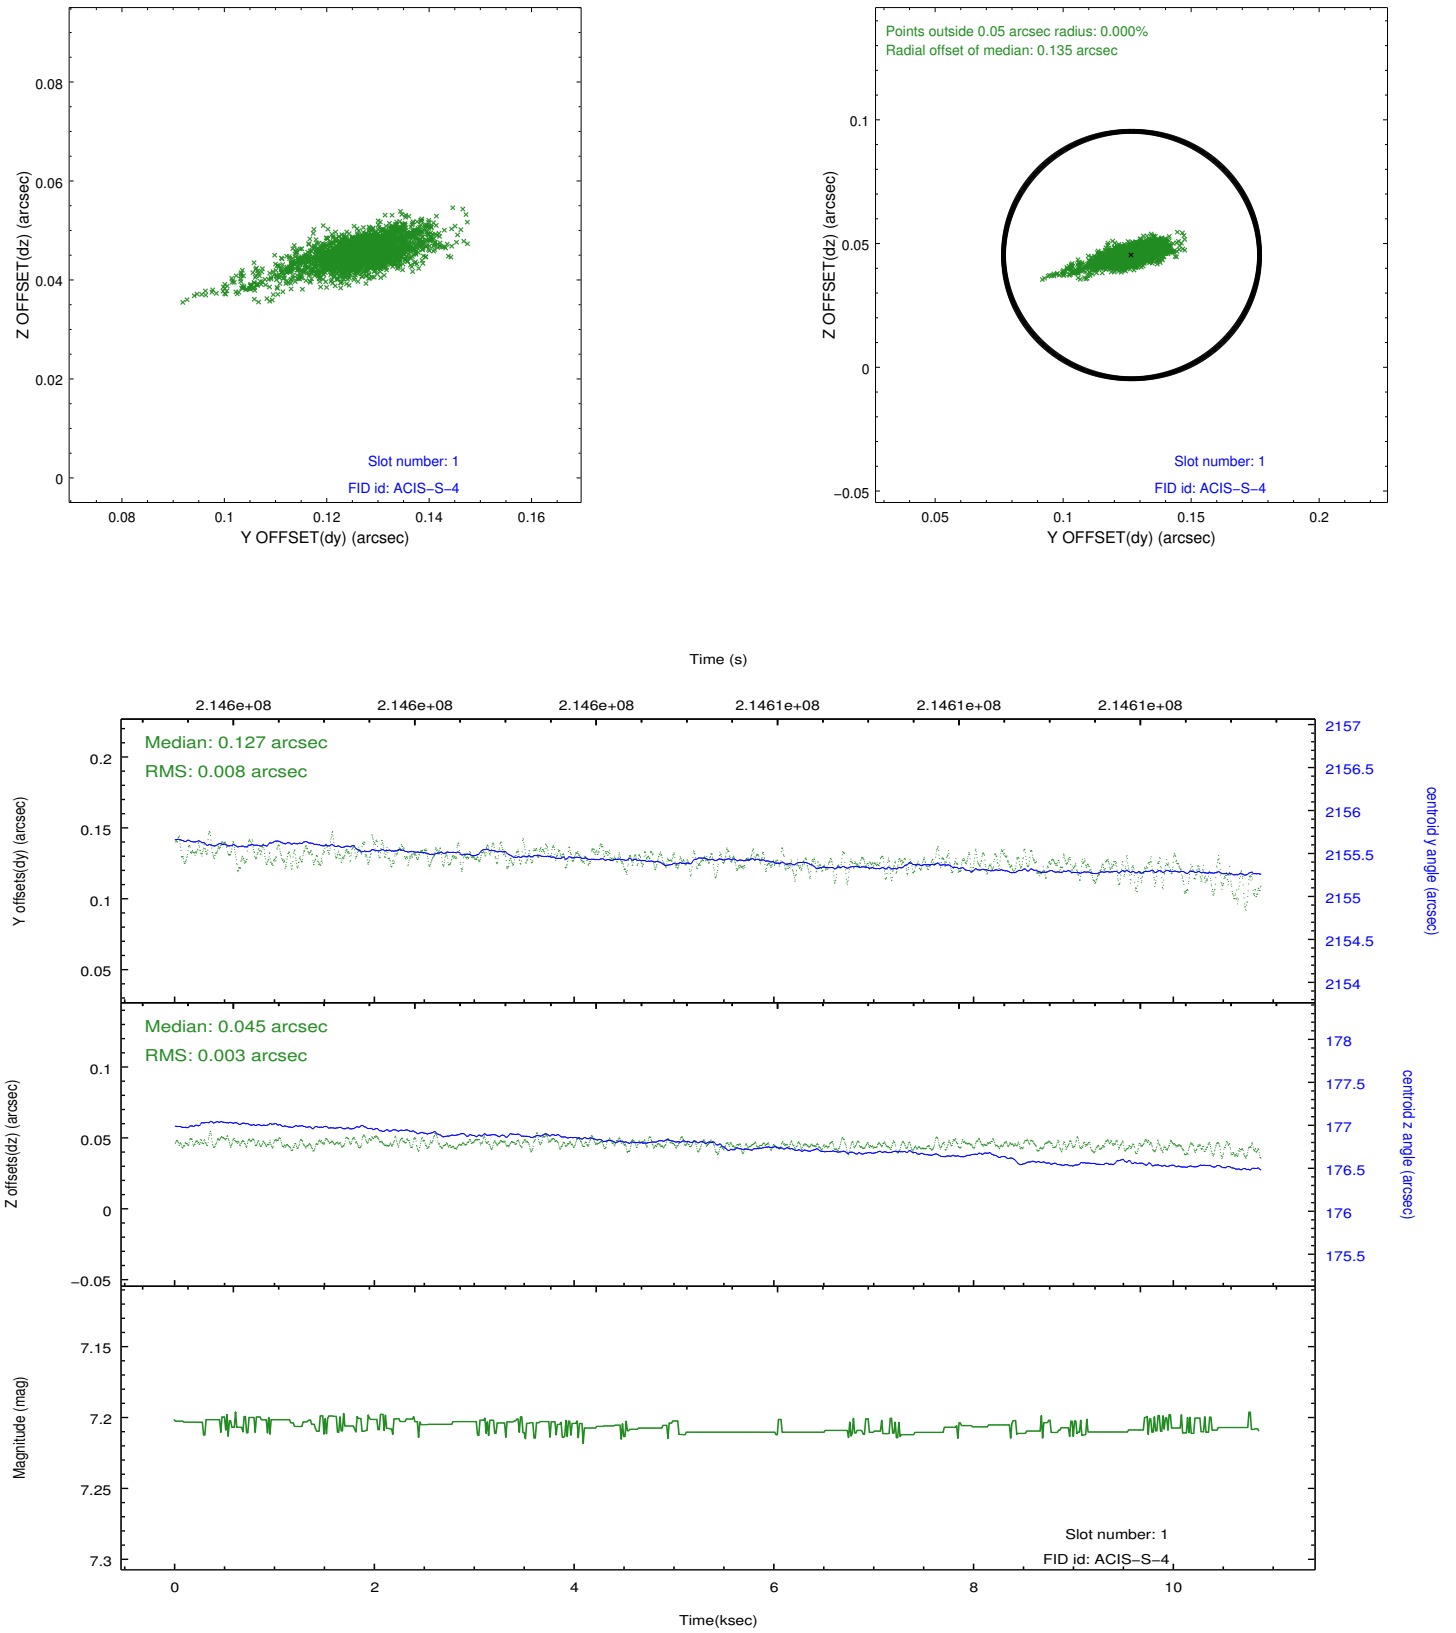 0.08
0.06
0.04
0.02
0
Z OFFSET(dz) (arcsec)
Slot number: 1
FID id: ACIS−S−4
0.08 0.1 0.12 0.14 0.16
Y OFFSET(dy) (arcsec)
Points outside 0.05 arcsec radius: 0.000%
Radial offset of median: 0.135 arcsec
0.1
0.05
0
−0.05
Z OFFSET(dz) (arcsec)
Slot number: 1
FID id: ACIS−S−4
0.05 0.1 0.15 0.2
Y OFFSET(dy) (arcsec)
Time (s)
2.146e+08 2.146e+08 2.146e+08 2.1461e+08 2.1461e+08 2.1461e+08
Median: 0.127 arcsec
RMS: 0.008 arcsec
0.2
0.15
0.1
0.05
Y offsets(dy) (arcsec)
2157
2156.5
2156
2155.5
2155
2154.5
2154
centroid y angle (arcsec)
Median: 0.045 arcsec
RMS: 0.003 arcsec
0.1
0.05
0
−0.05
Z offsets(dz) (arcsec)
178
177.5
177
176.5
176
175.5
centroid z angle (arcsec)
7.15
7.2
7.25
7.3
Magnitude (mag)
Slot number: 1
FID id: ACIS−S−4
0 2 4 6 8 10
Time(ksec)